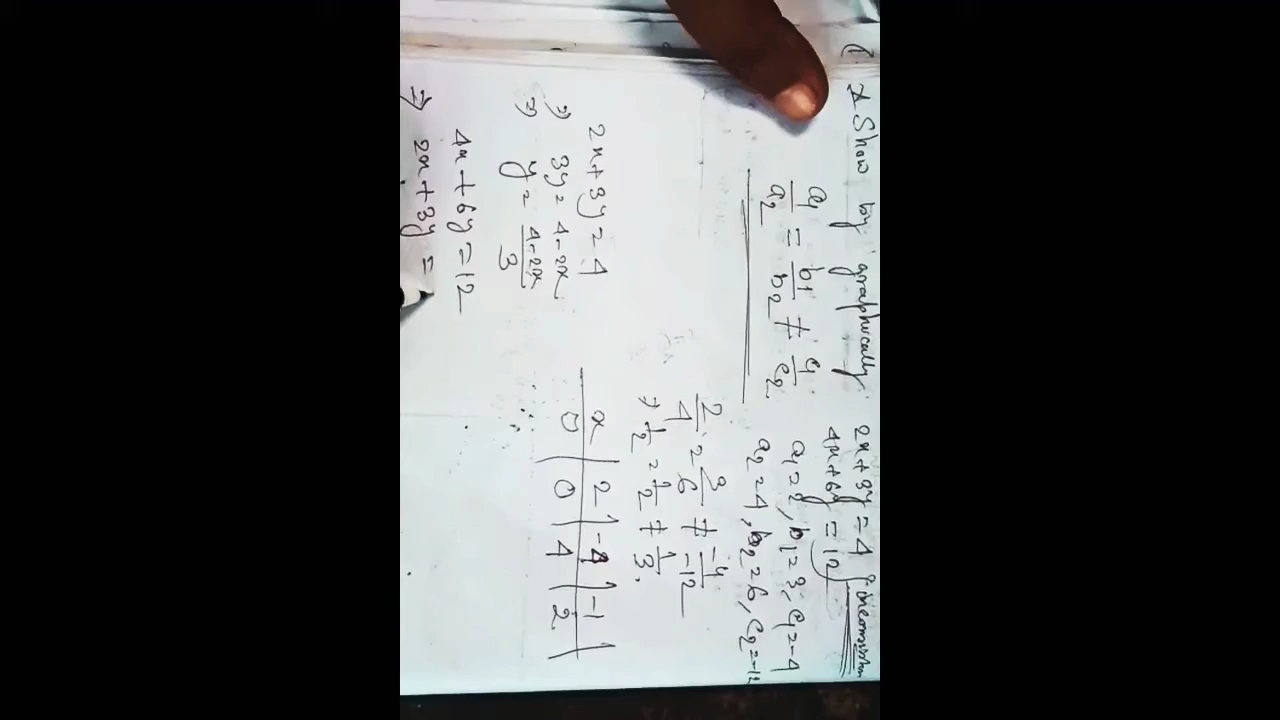 * Show by graphically. 2x + 3y = 4
4x + 6y = 12
a1/a2 = b1/b2 ≠ c1/c2
a1 = 2, b1 = 3, c1 = -4
a2 = 4, b2 = 6, c2 = -12
2/4 = 3/6 ≠ -4/-12
⇒ 1/2 = 1/2 ≠ 1/3.
2x + 3y = 4
⇒ 3y = 4 - 2x
⇒ y = (4 - 2x)/3
x | 2 | -4 | -1
y | 0 | 4 | 2
4x + 6y = 12
⇒ 2x + 3y =